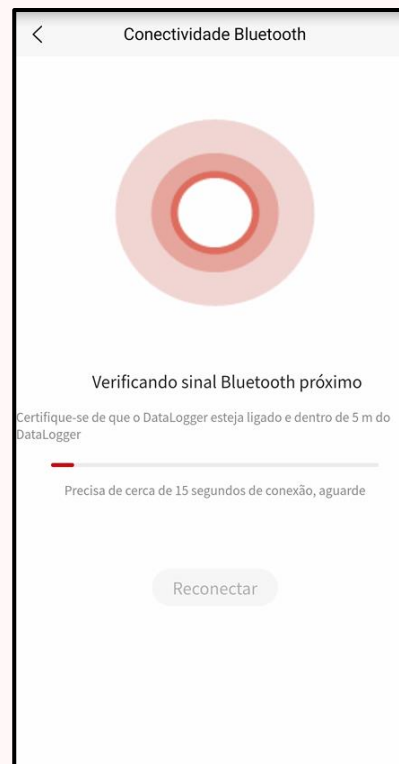 Conectividade Bluetooth
Verificando sinal Bluetooth próximo
Certifique-se de que o DataLogger esteja ligado e dentro de 5 m do
DataLogger
Precisa de cerca de 15 segundos de conexão, aguarde
Reconectar